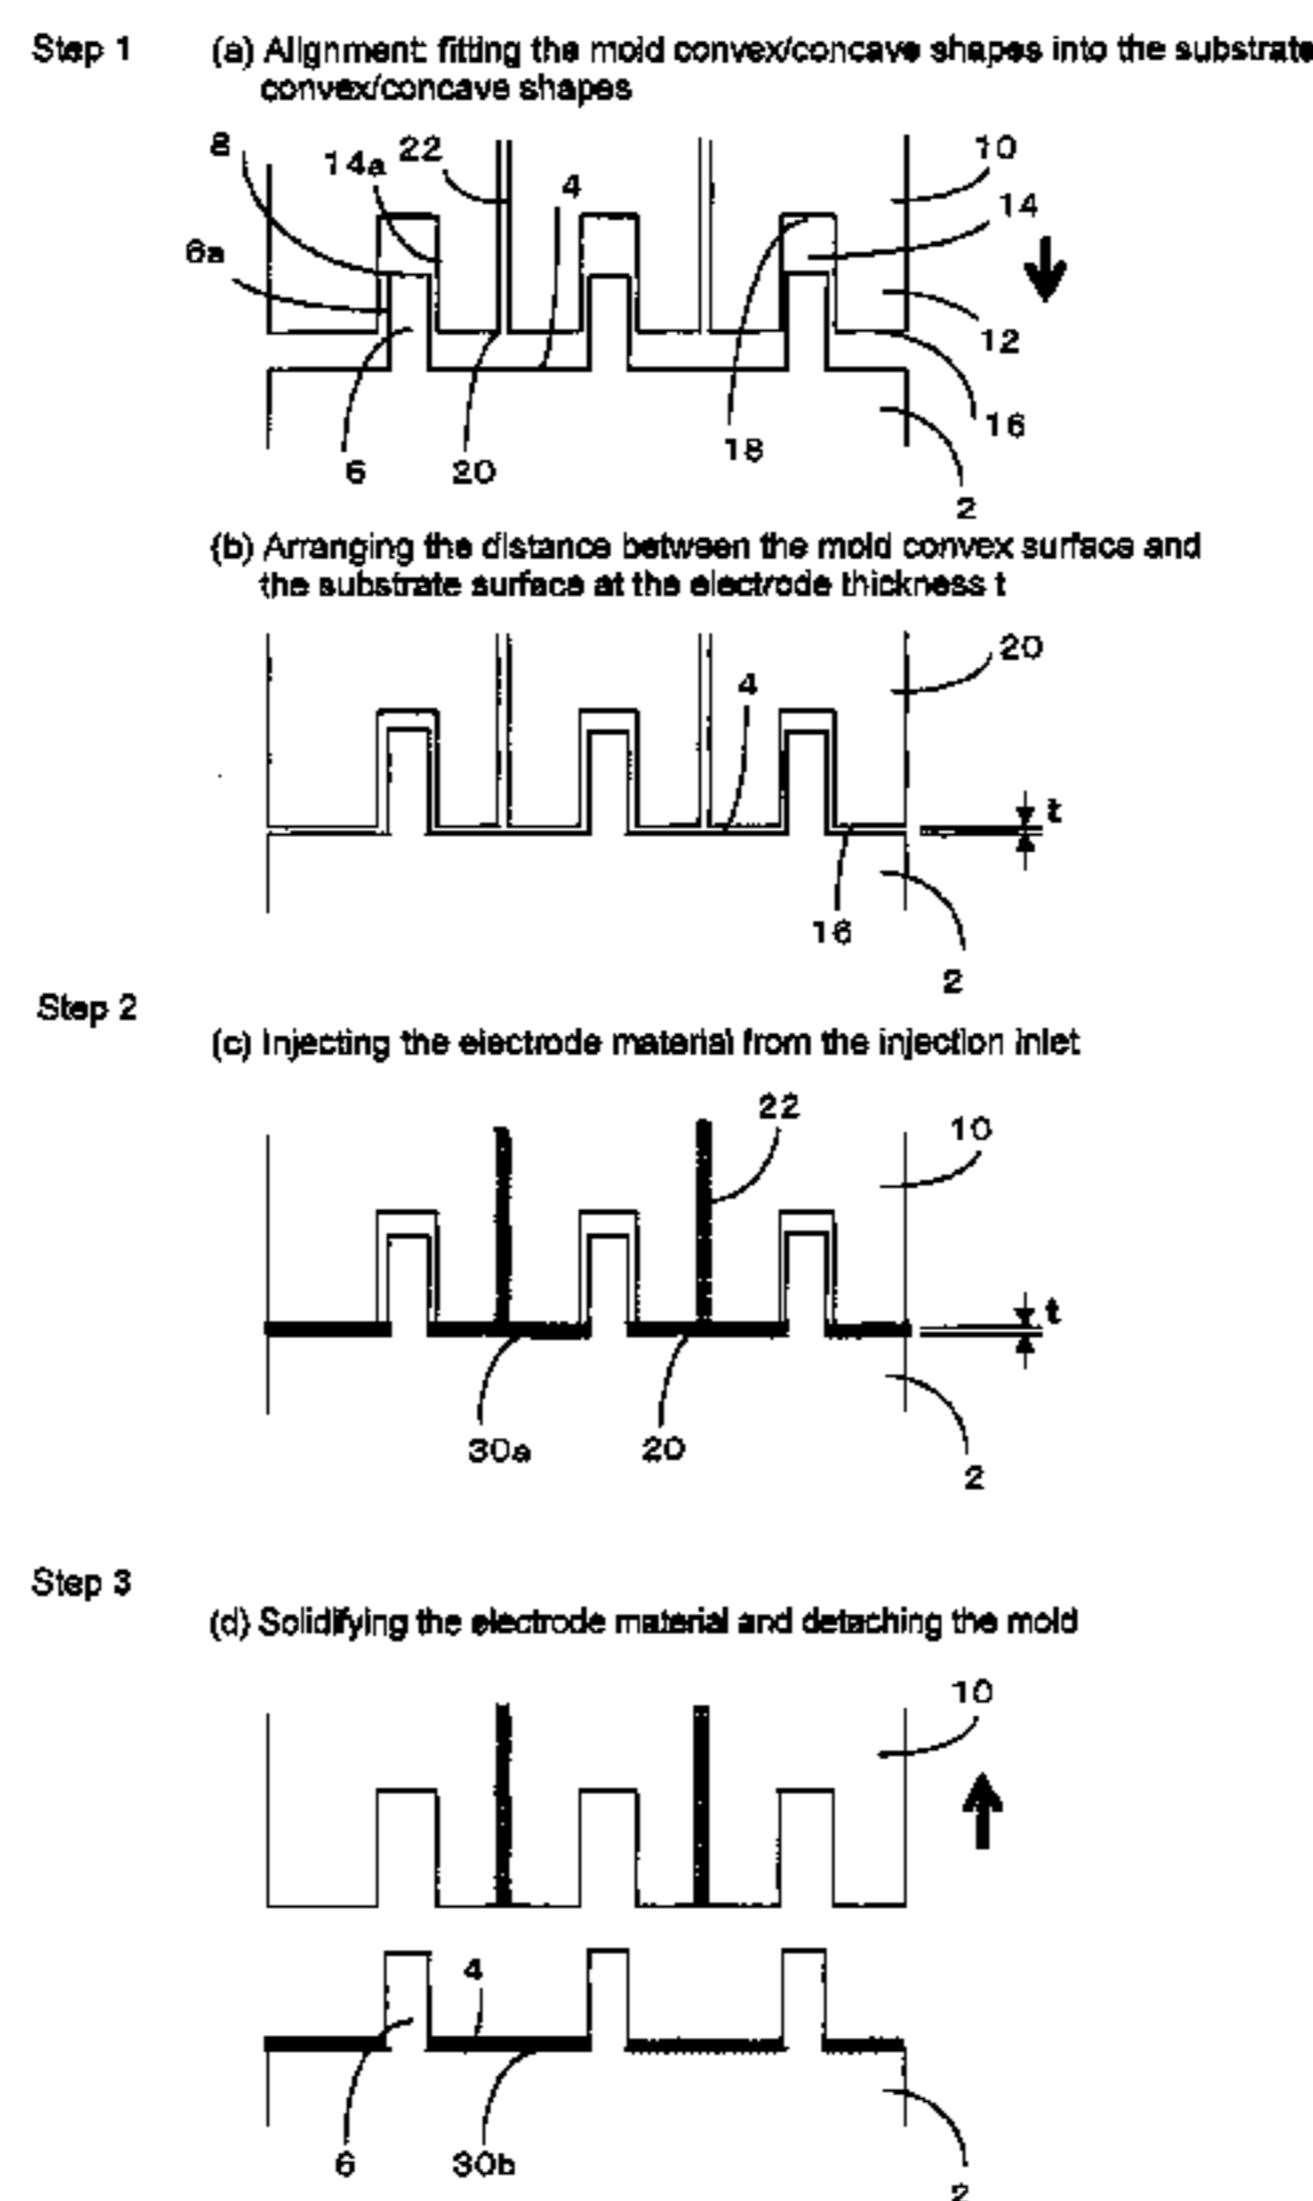 Step 1
(a) Alignment: fitting the mold convex/concave shapes into the substrate
convex/concave shapes
8
14a
22
4
10
14
6a
12
16
18
6
20
2
(b) Arranging the distance between the mold convex surface and
the substrate surface at the electrode thickness t
20
4
t
16
2
Step 2
(c) Injecting the electrode material from the injection inlet
22
10
t
30a
20
2
Step 3
(d) Solidifying the electrode material and detaching the mold
10
4
6
30b
2